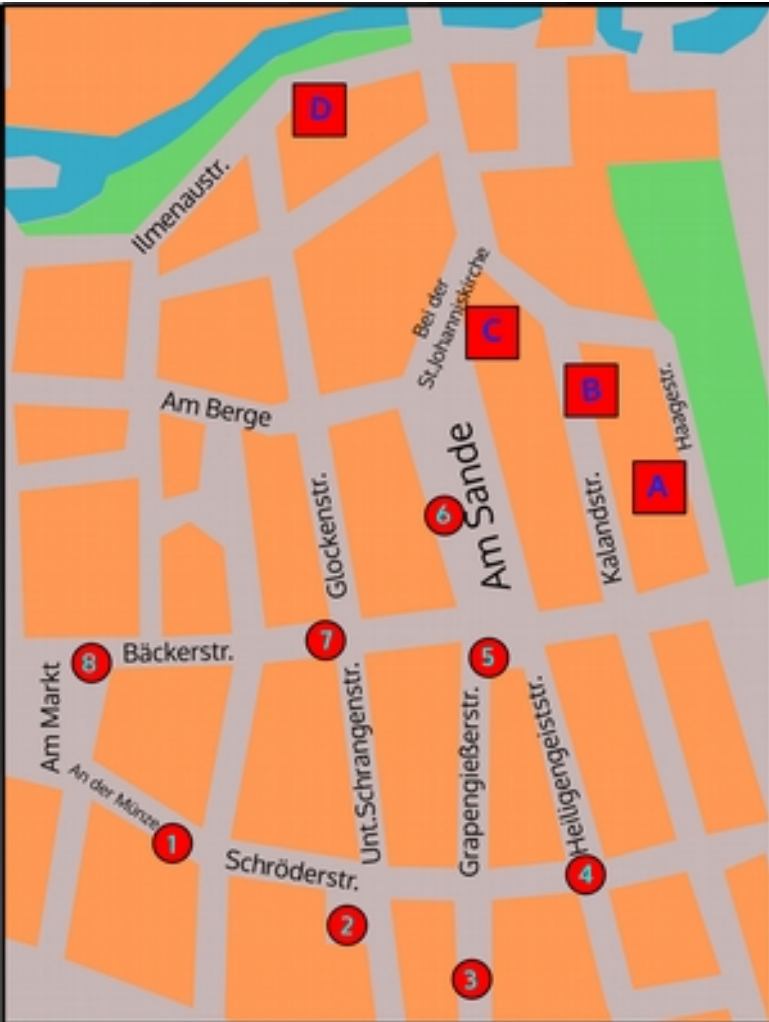 D
Ilmenaustr.
Bei der
St.Johanniskirche
C
B
Haagestr.
Am Berge
Am Sande
A
6
Glockenstr.
Kalandstr.
7
8
Bäckerstr.
5
Am Markt
Unt.Schrangenstr.
Grapengießerstr.
Heiligengeiststr.
An der Münze
1
Schröderstr.
4
2
3